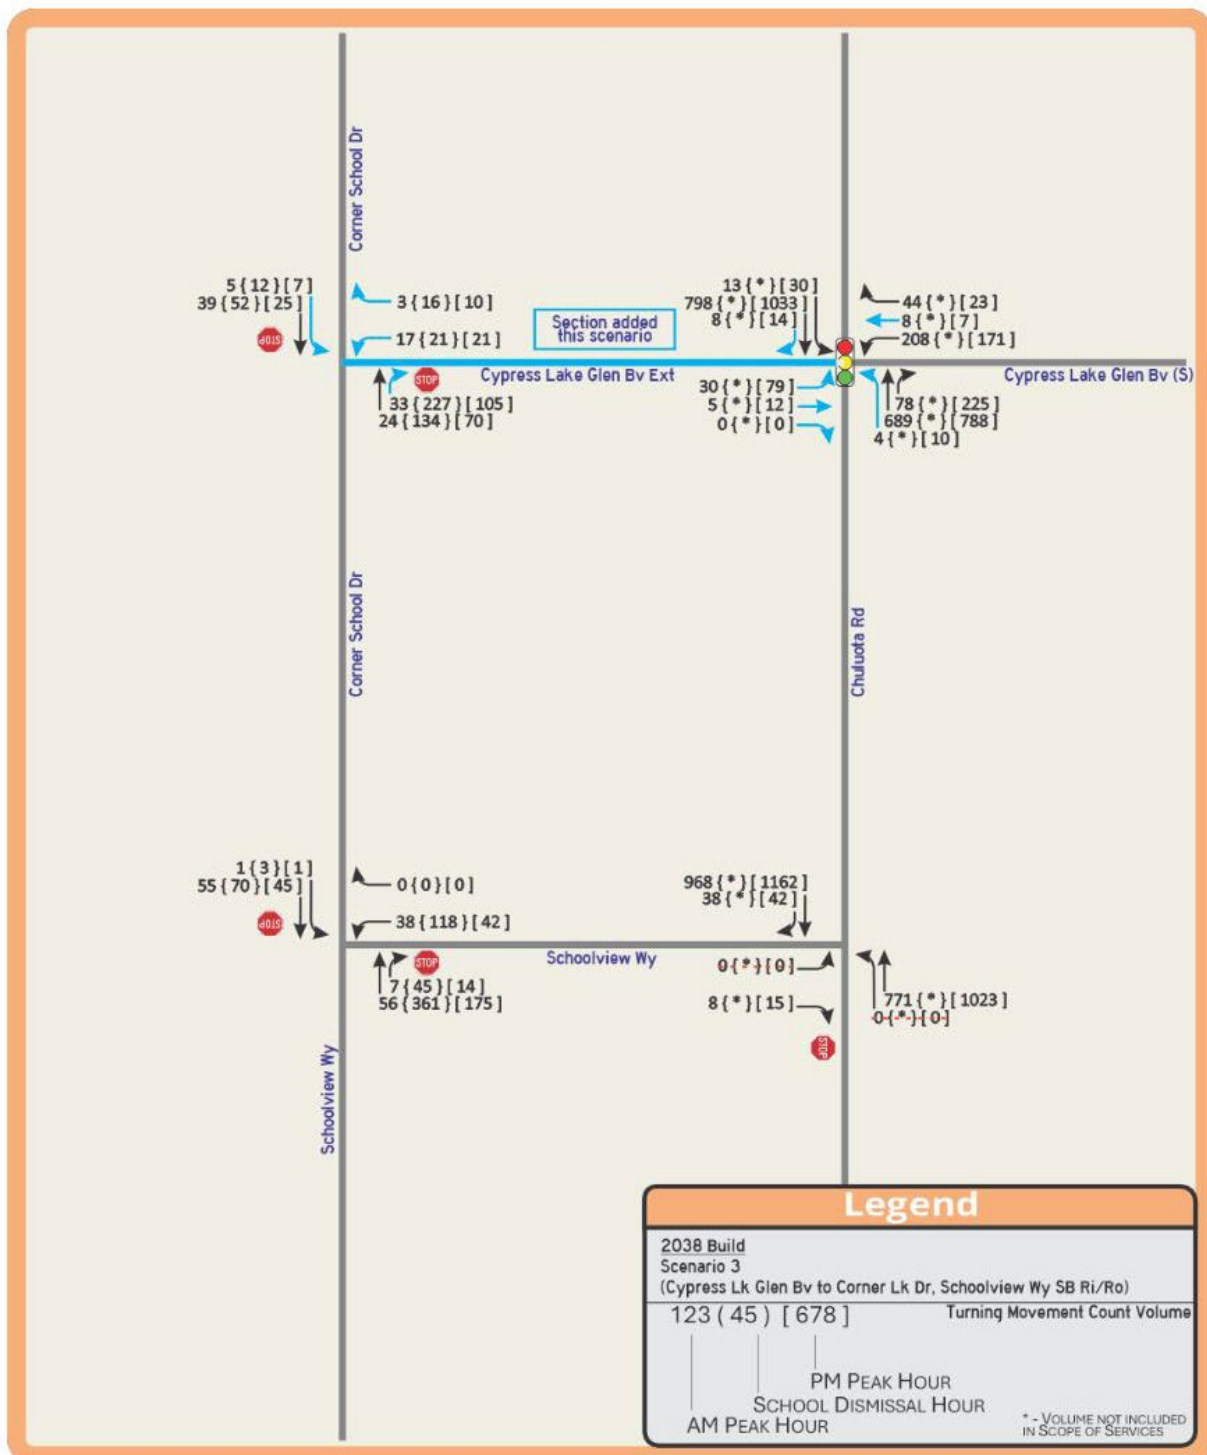 Corner School Dr
5 { 12 } [ 7 ]
39 { 52 } [ 25 ]
STOP
3 { 16 } [ 10 ]
17 { 21 } [ 21 ]
Section added
this scenario
13 { * } [ 30 ]
798 { * } [ 1033 ]
8 { * } [ 14 ]
44 { * } [ 23 ]
8 { * } [ 7 ]
208 { * } [ 171 ]
STOP
Cypress Lake Glen Bv Ext
Cypress Lake Glen Bv (S)
33 { 227 } [ 105 ]
24 { 134 } [ 70 ]
30 { * } [ 79 ]
5 { * } [ 12 ]
0 { * } [ 0 ]
78 { * } [ 225 ]
689 { * } [ 788 ]
4 { * } [ 10 ]
Corner School Dr
Chuluota Rd
1 { 3 } [ 1 ]
55 { 70 } [ 45 ]
STOP
0 { 0 } [ 0 ]
38 { 118 } [ 42 ]
968 { * } [ 1162 ]
38 { * } [ 42 ]
STOP
Schoolview Wy
7 { 45 } [ 14 ]
56 { 361 } [ 175 ]
0 { * } [ 0 ]
8 { * } [ 15 ]
STOP
771 { * } [ 1023 ]
0 { * } [ 0 ]
Schoolview Wy
Legend
2038 Build
Scenario 3
(Cypress Lk Glen Bv to Corner Lk Dr, Schoolview Wy SB Ri/Ro)
123 ( 45 ) [ 678 ]
Turning Movement Count Volume
PM PEAK HOUR
SCHOOL DISMISSAL HOUR
AM PEAK HOUR
* - VOLUME NOT INCLUDED
IN SCOPE OF SERVICES